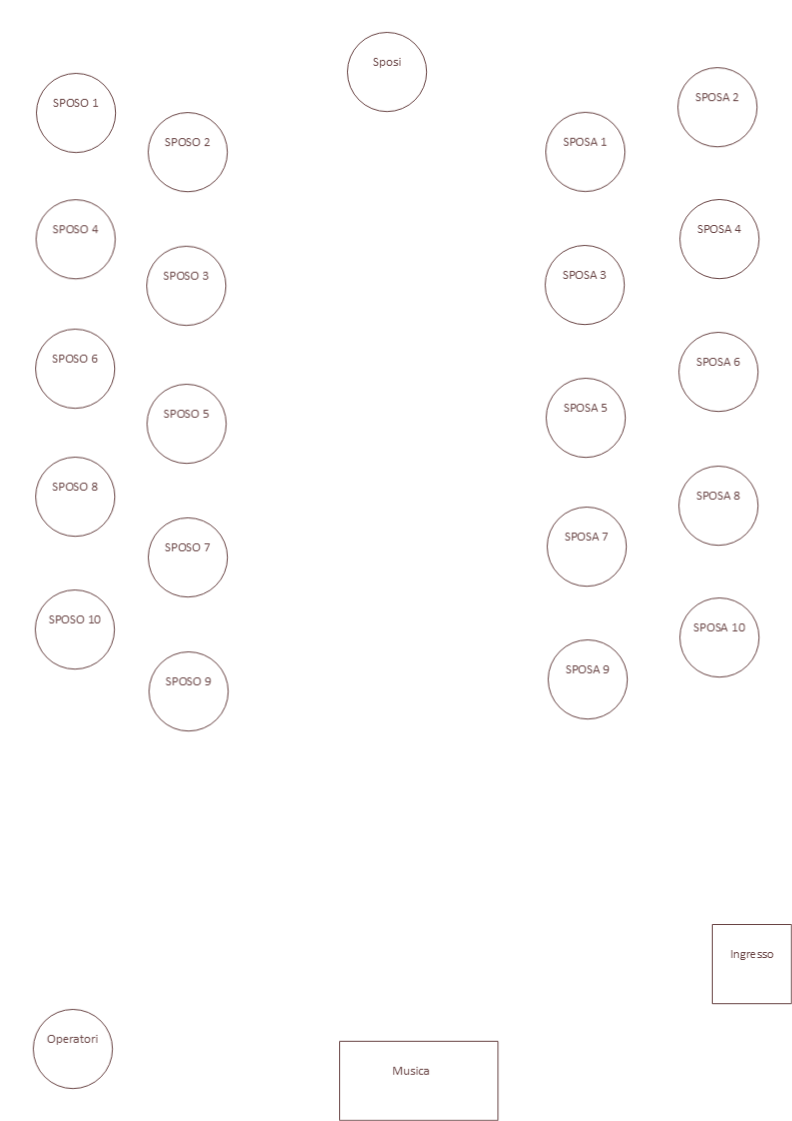 Sposi
SPOSA 2
SPOSO 1
SPOSO 2
SPOSA 1
SPOSO 4
SPOSA 4
SPOSO 3
SPOSA 3
SPOSO 6
SPOSA 6
SPOSO 5
SPOSA 5
SPOSO 8
SPOSA 8
SPOSO 7
SPOSA 7
SPOSO 10
SPOSA 10
SPOSO 9
SPOSA 9
Ingresso
Operatori
Musica